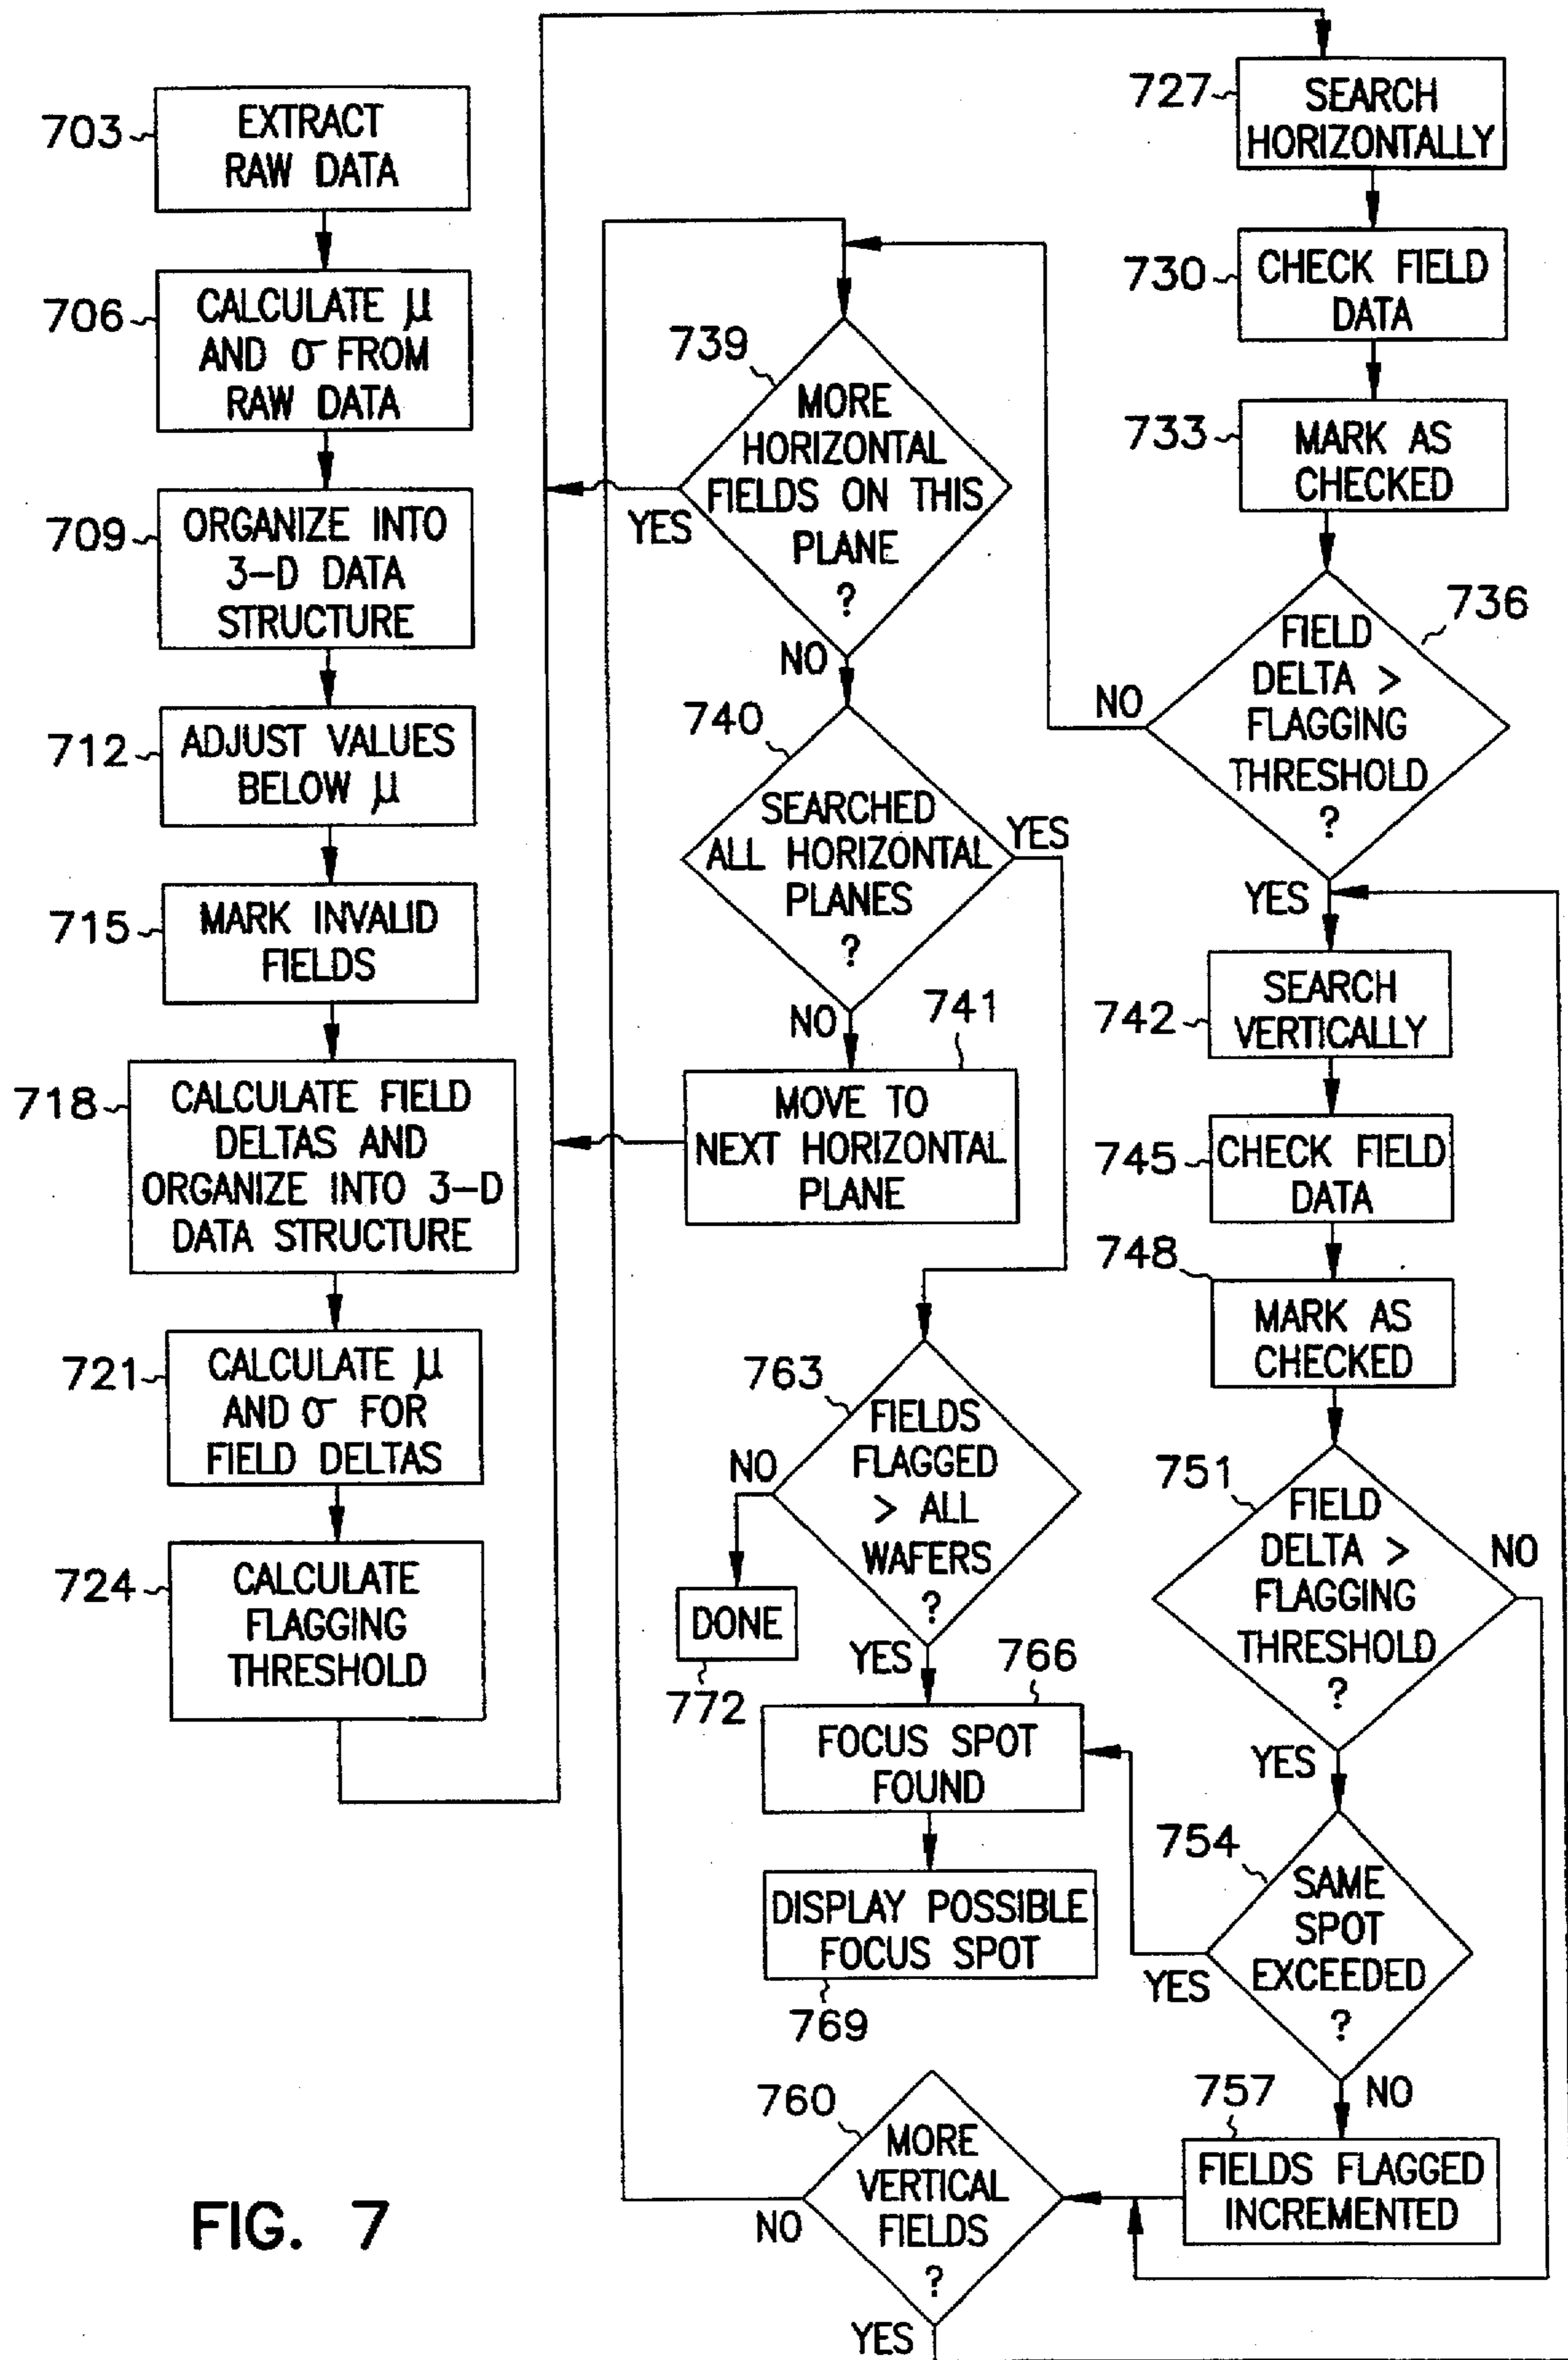 703
EXTRACT
RAW DATA
706
CALCULATE μ
AND σ FROM
RAW DATA
709
ORGANIZE INTO
3-D DATA
STRUCTURE
712
ADJUST VALUES
BELOW μ
715
MARK INVALID
FIELDS
718
CALCULATE FIELD
DELTAS AND
ORGANIZE INTO 3-D
DATA STRUCTURE
721
CALCULATE μ
AND σ FOR
FIELD DELTAS
724
CALCULATE
FLAGGING
THRESHOLD
727
SEARCH
HORIZONTALLY
730
CHECK FIELD
DATA
733
MARK AS
CHECKED
736
FIELD
DELTA >
FLAGGING
THRESHOLD
?
NO
YES
739
MORE
HORIZONTAL
FIELDS ON THIS
PLANE
?
YES
NO
740
SEARCHED
ALL HORIZONTAL
PLANES
?
YES
NO
741
MOVE TO
NEXT HORIZONTAL
PLANE
742
SEARCH
VERTICALLY
745
CHECK FIELD
DATA
748
MARK AS
CHECKED
751
FIELD
DELTA >
FLAGGING
THRESHOLD
?
NO
YES
754
SAME
SPOT
EXCEEDED
?
YES
NO
757
FIELDS FLAGGED
INCREMENTED
760
MORE
VERTICAL
FIELDS
?
NO
YES
763
FIELDS
FLAGGED
> ALL
WAFERS
?
NO
YES
DONE
772
766
FOCUS SPOT
FOUND
DISPLAY POSSIBLE
FOCUS SPOT
769
FIG. 7